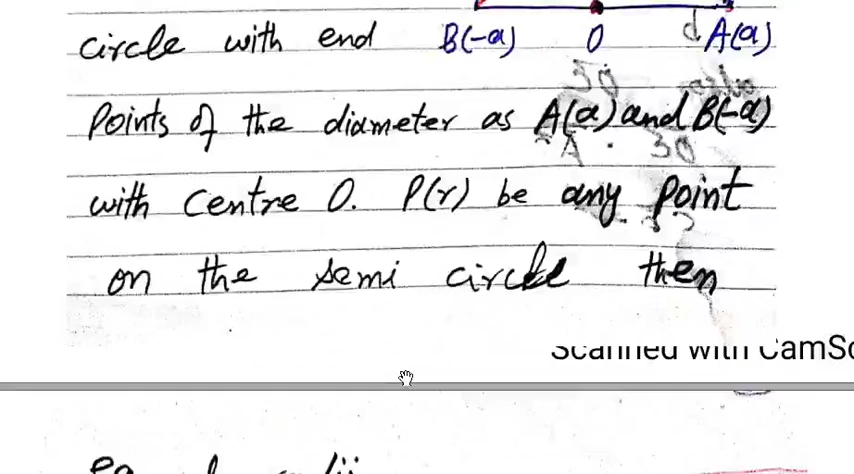 circle with end B(-a) O A(a)
points of the diameter as A(a) and B(-a)
with centre O. P(r) be any point
on the semi circle then
Scanned with CamSc